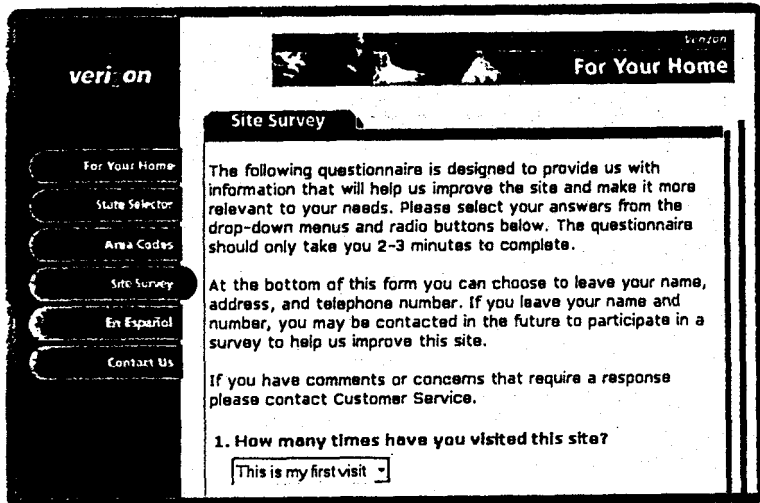 verizon
verizon
For Your Home
Site Survey
For Your Home
State Selector
Area Codes
Site Survey
En Español
Contact Us
The following questionnaire is designed to provide us with
information that will help us improve the site and make it more
relevant to your needs. Please select your answers from the
drop-down menus and radio buttons below. The questionnaire
should only take you 2-3 minutes to complete.
At the bottom of this form you can choose to leave your name,
address, and telephone number. If you leave your name and
number, you may be contacted in the future to participate in a
survey to help us improve this site.
If you have comments or concerns that require a response
please contact Customer Service.
1. How many times have you visited this site?
This is my first visit